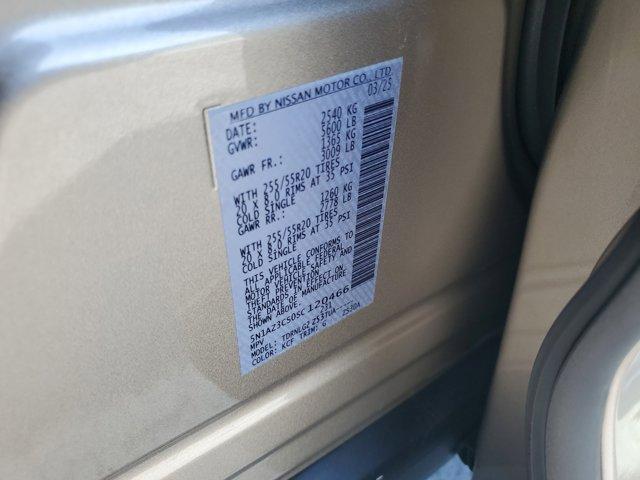 MFD BY NISSAN MOTOR CO., LTD
DATE: 03/25
GVWR: 2540 KG
5600 LB
GAWR FR.: 1365 KG
3009 LB
WITH 255/55R20 TIRES
20 X 8.0 RIMS AT 35 PSI
COLD SINGLE
GAWR RR.: 1260 KG
2778 LB
WITH 255/55R20 TIRES
20 X 8.0 RIMS AT 35 PSI
COLD SINGLE
THIS VEHICLE CONFORMS TO
ALL APPLICABLE FEDERAL
MOTOR VEHICLE SAFETY AND
THEFT PREVENTION
STANDARDS IN EFFECT ON
THE DATE OF MANUFACTURE
SHOWN ABOVE.
5N1AZ3CS0SC120466
MPV 231
MODEL:
COLOR: KCF TRIM: G